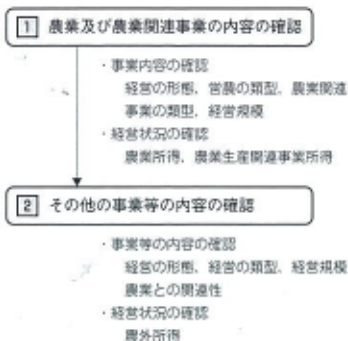 1 農業及び農業関連事業の内容の確認
・事業内容の確認
経営の形態、営農の類型、農業関連
事業の類型、経営規模
・経営状況の確認
農業所得、農業生産関連事業所得
2 その他の事業等の内容の確認
・事業等の内容の確認
経営の形態、経営の類型、経営規模
農業との関連性
・経営状況の確認
農外所得